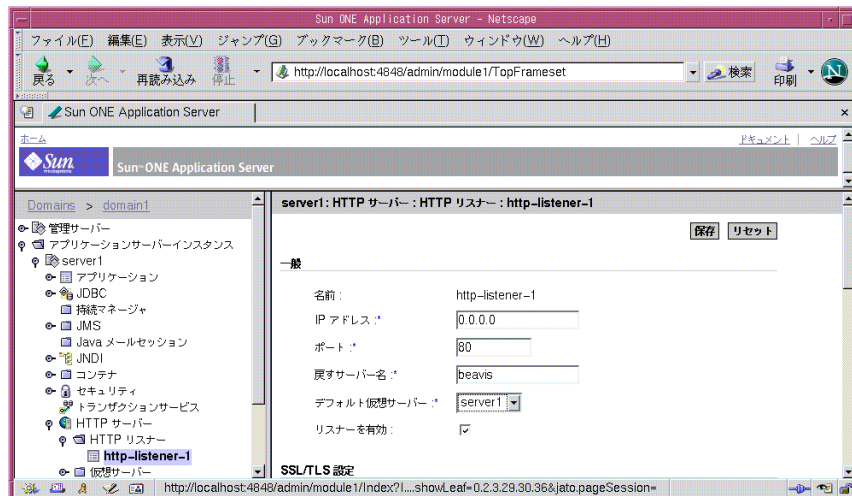 Sun ONE Application Server - Netscape
ファイル(F) 編集(E) 表示(V) ジャンプ(G) ブックマーク(B) ツール(T) ウィンドウ(W) ヘルプ(H)
戻る 次へ 再読み込み 停止 http://localhost:4848/admin/module1/TopFrameset 検索 印刷 N
Sun ONE Application Server
ホーム ドキュメント | ヘルプ
Sun microsystems Sun ONE Application Server
Domains > domain1
管理サーバー
アプリケーションサーバーインスタンス
server1
アプリケーション
JDBC
持続マネージャ
JMS
Java メールセッション
JNDI
コンテナ
セキュリティ
トランザクションサービス
HTTP サーバー
HTTP リスナー
http-listener-1
仮想サーバー
server1 : HTTP サーバー : HTTP リスナー : http-listener-1
保存 リセット
一般
名前 : http-listener-1
IP アドレス :* 0.0.0.0
ポート :* 80
戻すサーバー名 :* beavis
デフォルト仮想サーバー :* server1
リスナーを有効 :
SSL/TLS 設定
http://localhost:4848/admin/module1/Index?I....showLeaf=0.2.3.29.30.36&jato.pageSession=